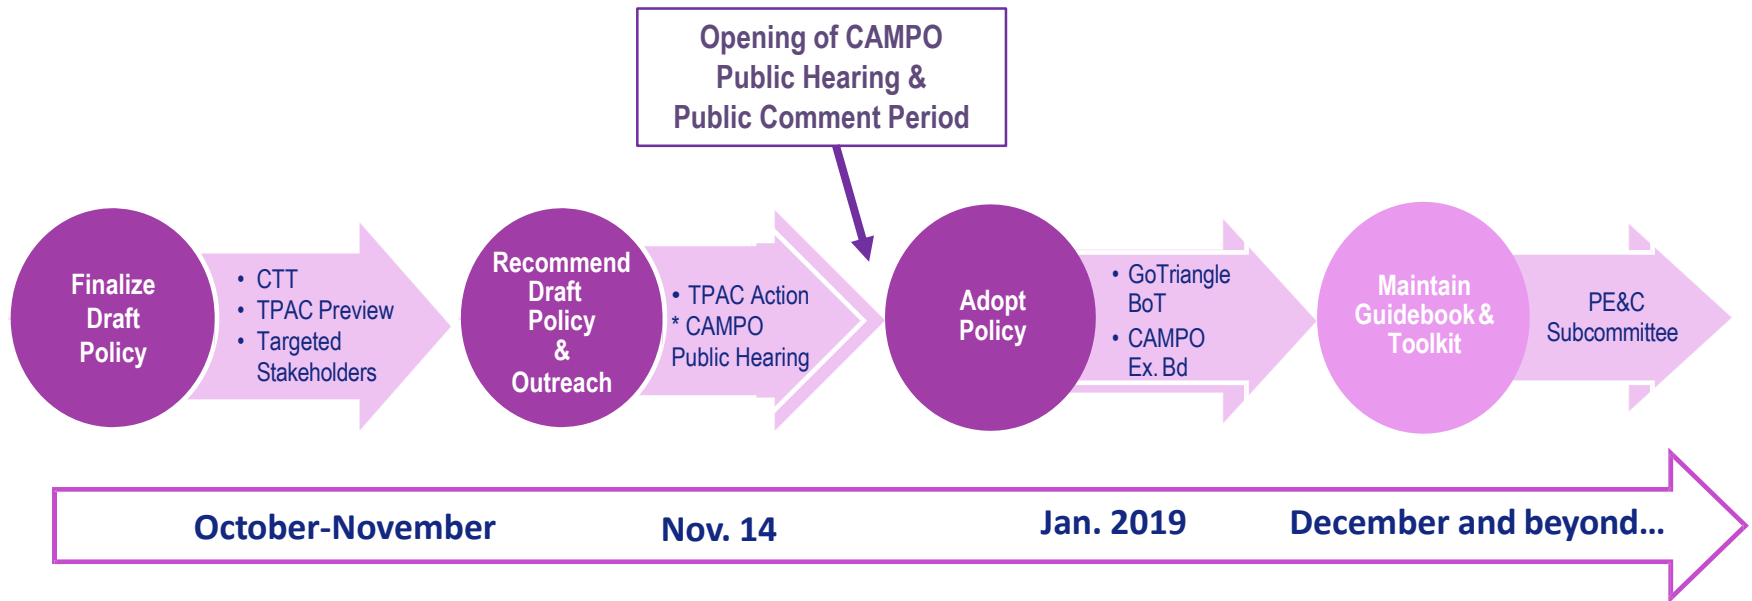 Opening of CAMPO
Public Hearing &
Public Comment Period
Finalize
Draft
Policy
• CTT
• TPAC Preview
• Targeted
Stakeholders
Recommend
Draft
Policy
&
Outreach
• TPAC Action
* CAMPO
Public Hearing
Adopt
Policy
• GoTriangle
BoT
• CAMPO
Ex. Bd
Maintain
Guidebook &
Toolkit
PE&C
Subcommittee
October-November
Nov. 14
Jan. 2019
December and beyond...